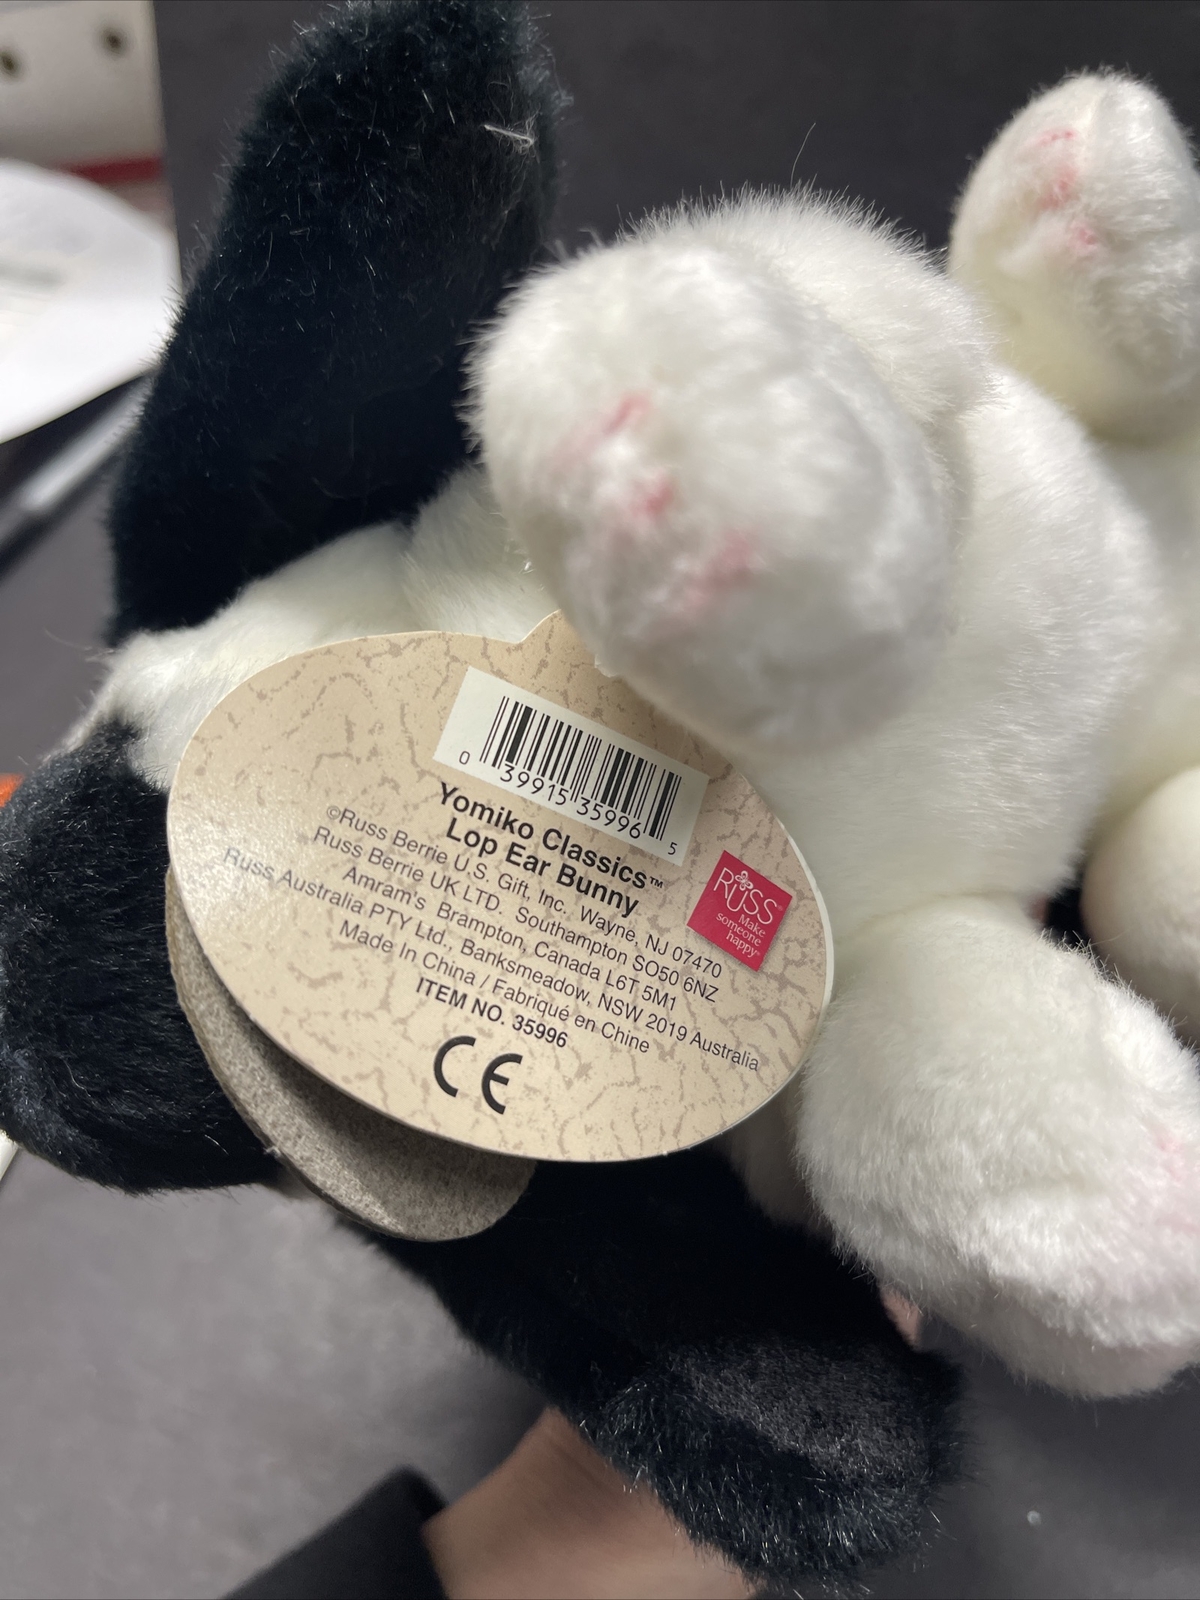 0 39915 35996 5
Yomiko Classics™
Lop Ear Bunny
©Russ Berrie U.S. Gift, Inc. Wayne, NJ 07470
Russ Berrie UK LTD. Southampton SO50 6NZ
Amram's Brampton, Canada L6T 5M1
Russ Australia PTY Ltd., Banksmeadow, NSW 2019 Australia
Made In China / Fabriqué en Chine
ITEM NO. 35996
CE
RUSS®
Make
someone
happy®